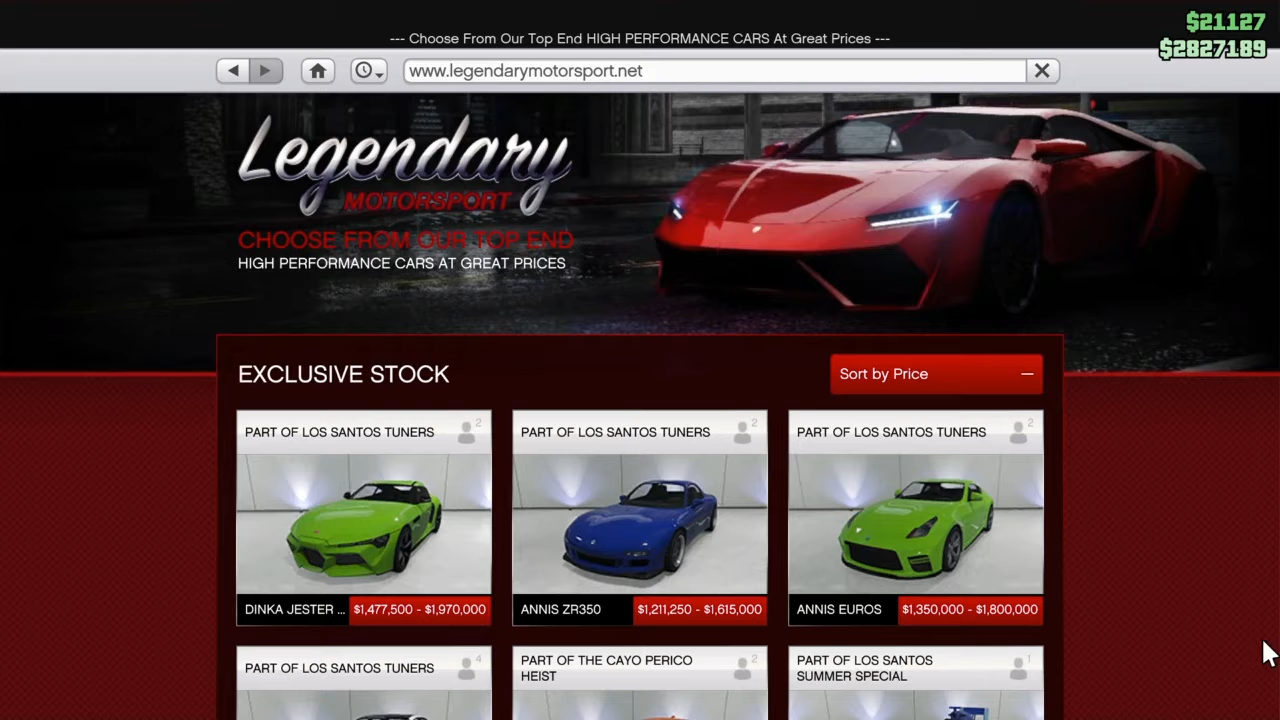 $21127
--- Choose From Our Top End HIGH PERFORMANCE CARS At Great Prices ---
$2827189
www.legendarymotorsport.net
Legendary
MOTORSPORT
CHOOSE FROM OUR TOP END
HIGH PERFORMANCE CARS AT GREAT PRICES
EXCLUSIVE STOCK
Sort by Price
PART OF LOS SANTOS TUNERS 2
PART OF LOS SANTOS TUNERS 2
PART OF LOS SANTOS TUNERS 2
DINKA JESTER ... $1,477,500 - $1,970,000
ANNIS ZR350 $1,211,250 - $1,615,000
ANNIS EUROS $1,350,000 - $1,800,000
PART OF LOS SANTOS TUNERS 4
PART OF THE CAYO PERICO
HEIST 2
PART OF LOS SANTOS
SUMMER SPECIAL 1